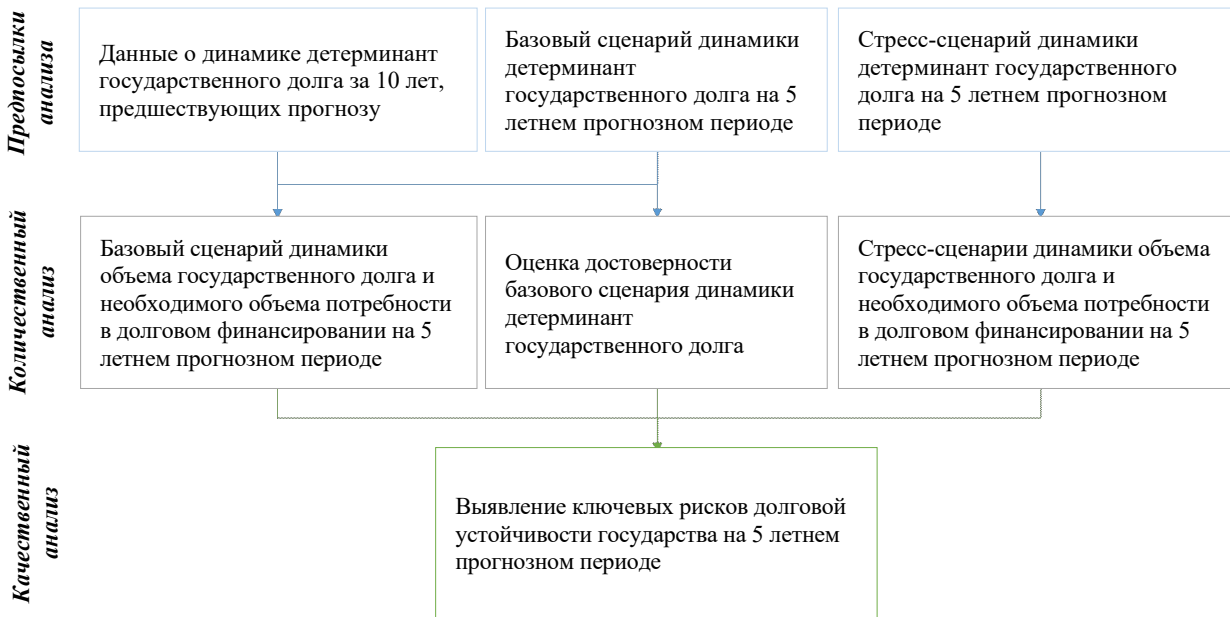 Предпосылки
анализа
Данные о динамике детерминант
государственного долга за 10 лет,
предшествующих прогнозу
Базовый сценарий динамики
детерминант
государственного долга на 5
летнем прогнозном периоде
Стресс-сценарий динамики
детерминант государственного
долга на 5 летнем прогнозном
периоде
Количественный
анализ
Базовый сценарий динамики
объема государственного долга и
необходимого объема потребности
в долговом финансировании на 5
летнем прогнозном периоде
Оценка достоверности
базового сценария динамики
детерминант
государственного долга
Стресс-сценарии динамики объема
государственного долга и
необходимого объема потребности
в долговом финансировании на 5
летнем прогнозном периоде
Качественный
анализ
Выявление ключевых рисков долговой
устойчивости государства на 5 летнем
прогнозном периоде